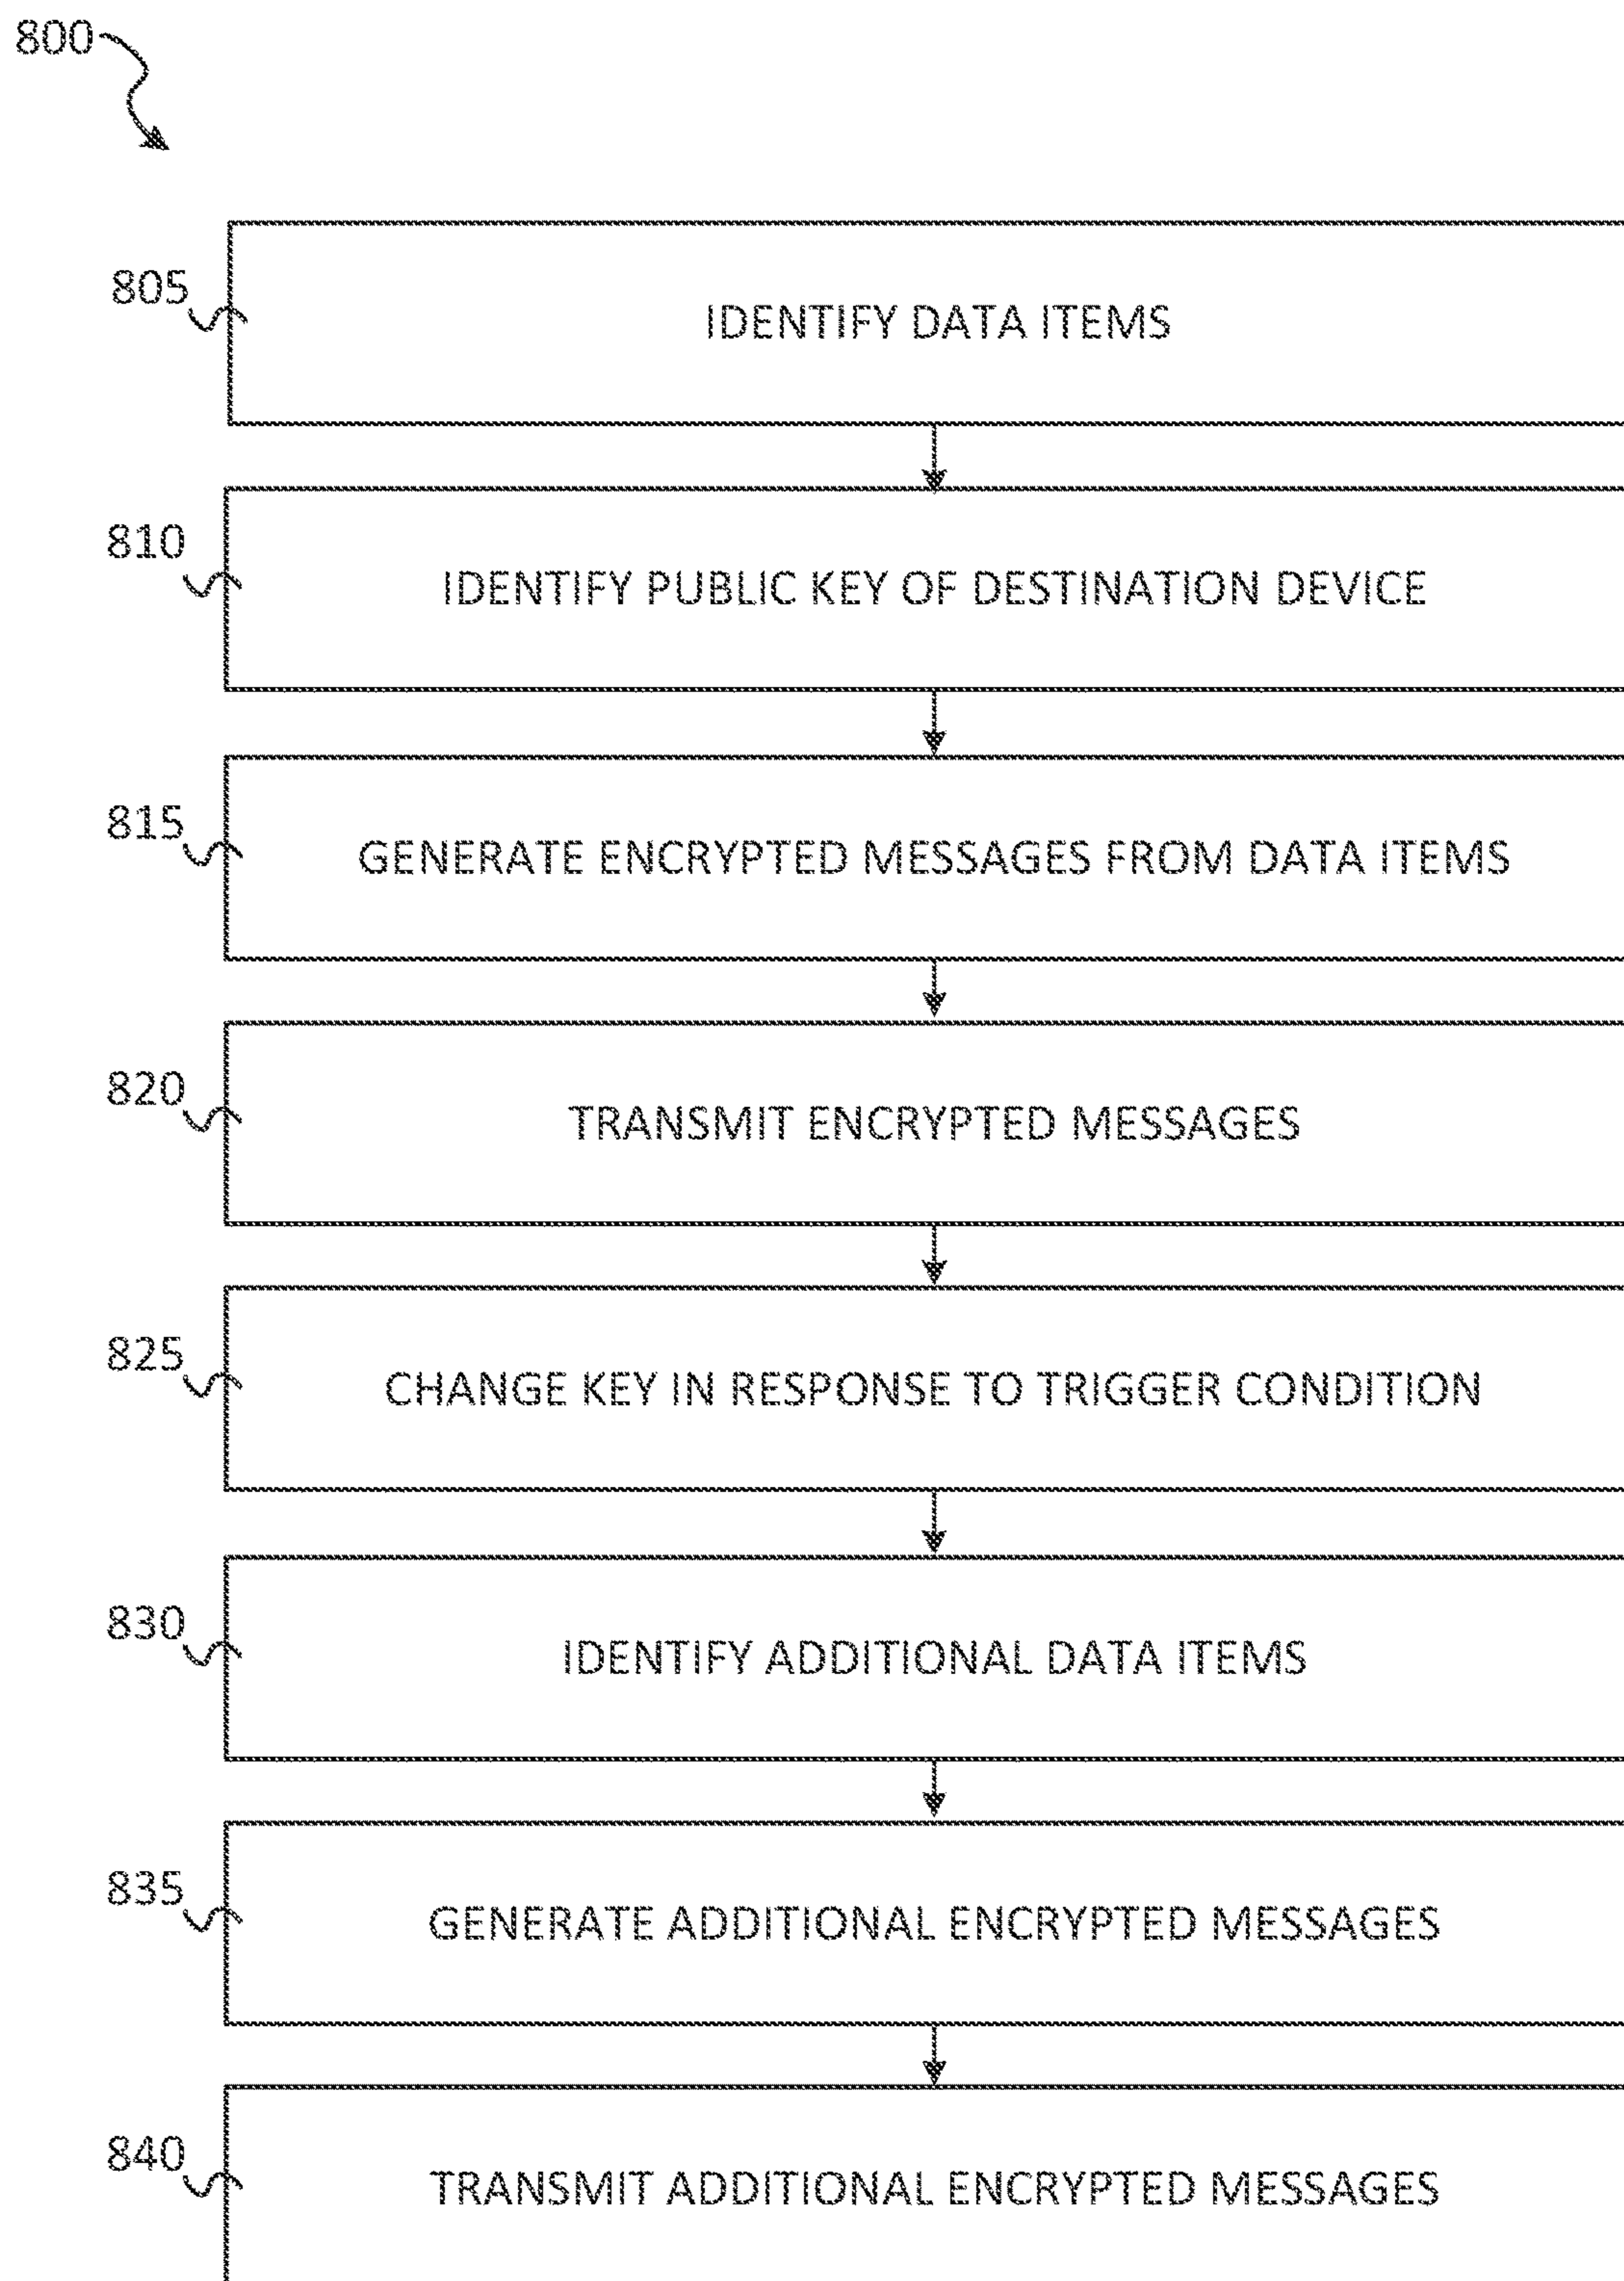 800
805
IDENTIFY DATA ITEMS
810
IDENTIFY PUBLIC KEY OF DESTINATION DEVICE
815
GENERATE ENCRYPTED MESSAGES FROM DATA ITEMS
820
TRANSMIT ENCRYPTED MESSAGES
825
CHANGE KEY IN RESPONSE TO TRIGGER CONDITION
830
IDENTIFY ADDITIONAL DATA ITEMS
835
GENERATE ADDITIONAL ENCRYPTED MESSAGES
840
TRANSMIT ADDITIONAL ENCRYPTED MESSAGES